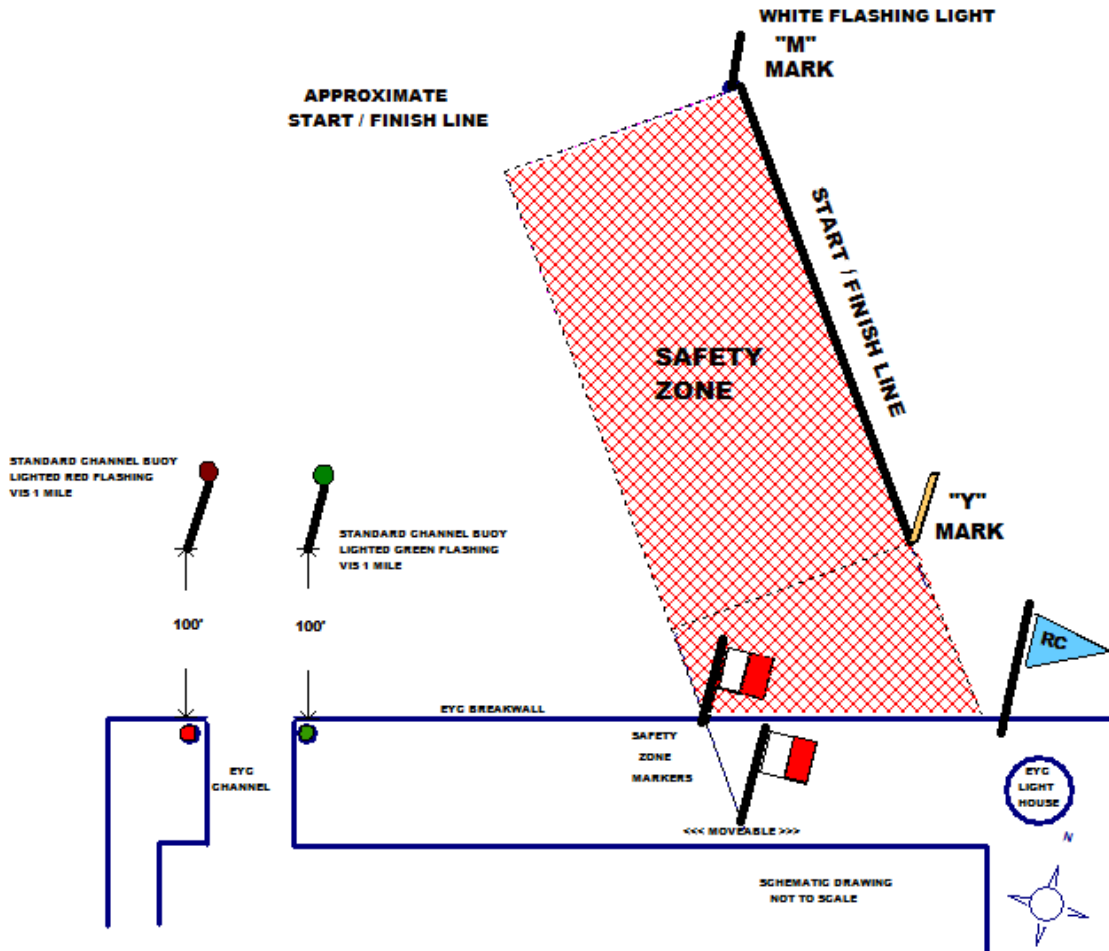 WHITE FLASHING LIGHT
"M"
MARK
APPROXIMATE
START / FINISH LINE
START / FINISH LINE
SAFETY
ZONE
STANDARD CHANNEL BUOY
LIGHTED RED FLASHING
VIS 1 MILE
"Y"
MARK
STANDARD CHANNEL BUOY
LIGHTED GREEN FLASHING
VIS 1 MILE
100'
100'
RC
EYC BREAKWALL
SAFETY
ZONE
MARKERS
EYC
CHANNEL
EYC
LIGHT
HOUSE
<<< MOVEABLE >>>
N
SCHEMATIC DRAWING
NOT TO SCALE